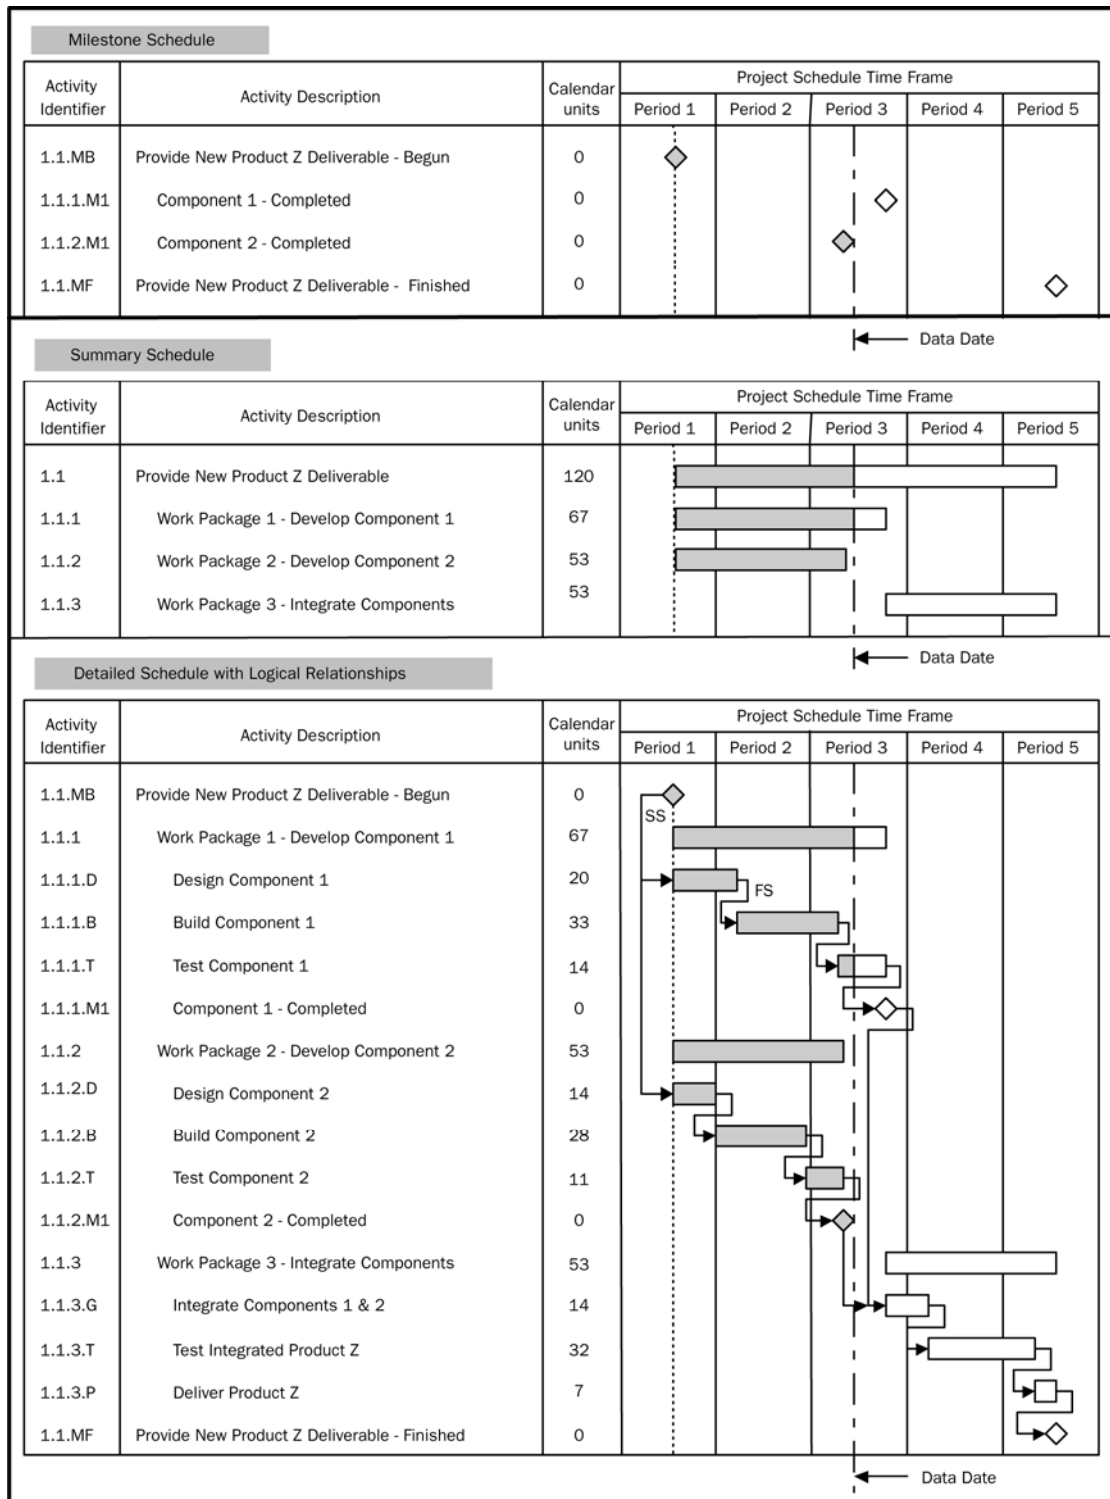 Milestone Schedule
Activity Identifier Activity Description Calendar units Project Schedule Time Frame
Period 1 Period 2 Period 3 Period 4 Period 5
1.1.MB Provide New Product Z Deliverable - Begun 0
1.1.1.M1 Component 1 - Completed 0
1.1.2.M1 Component 2 - Completed 0
1.1.MF Provide New Product Z Deliverable - Finished 0
Data Date
Summary Schedule
Activity Identifier Activity Description Calendar units Project Schedule Time Frame
Period 1 Period 2 Period 3 Period 4 Period 5
1.1 Provide New Product Z Deliverable 120
1.1.1 Work Package 1 - Develop Component 1 67
1.1.2 Work Package 2 - Develop Component 2 53
1.1.3 Work Package 3 - Integrate Components 53
Data Date
Detailed Schedule with Logical Relationships
Activity Identifier Activity Description Calendar units Project Schedule Time Frame
Period 1 Period 2 Period 3 Period 4 Period 5
1.1.MB Provide New Product Z Deliverable - Begun 0
SS
1.1.1 Work Package 1 - Develop Component 1 67
1.1.1.D Design Component 1 20
FS
1.1.1.B Build Component 1 33
1.1.1.T Test Component 1 14
1.1.1.M1 Component 1 - Completed 0
1.1.2 Work Package 2 - Develop Component 2 53
1.1.2.D Design Component 2 14
1.1.2.B Build Component 2 28
1.1.2.T Test Component 2 11
1.1.2.M1 Component 2 - Completed 0
1.1.3 Work Package 3 - Integrate Components 53
1.1.3.G Integrate Components 1 & 2 14
1.1.3.T Test Integrated Product Z 32
1.1.3.P Deliver Product Z 7
1.1.MF Provide New Product Z Deliverable - Finished 0
Data Date